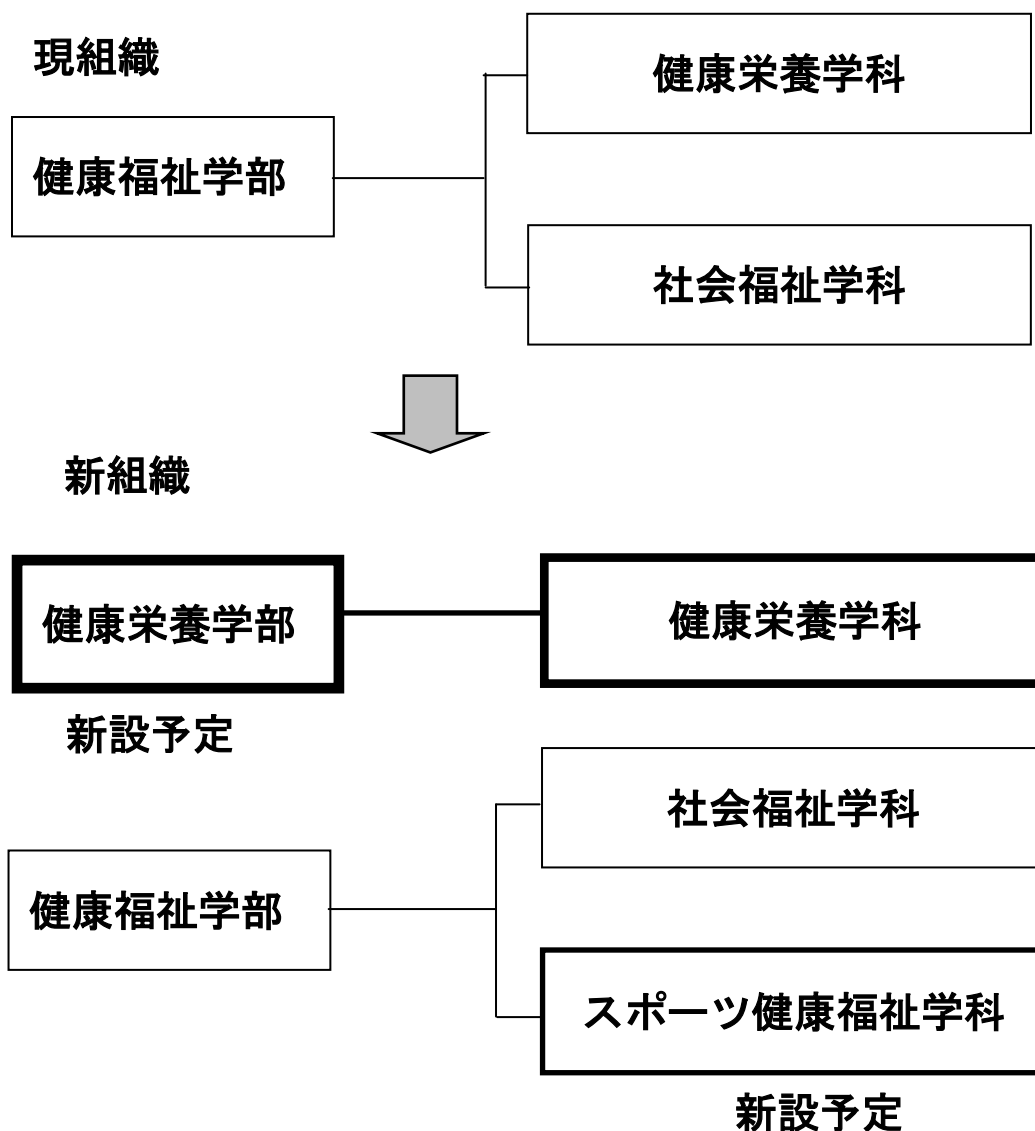 現組織
健康栄養学科
健康福祉学部
社会福祉学科
新組織
健康栄養学部
健康栄養学科
新設予定
社会福祉学科
健康福祉学部
スポーツ健康福祉学科
新設予定